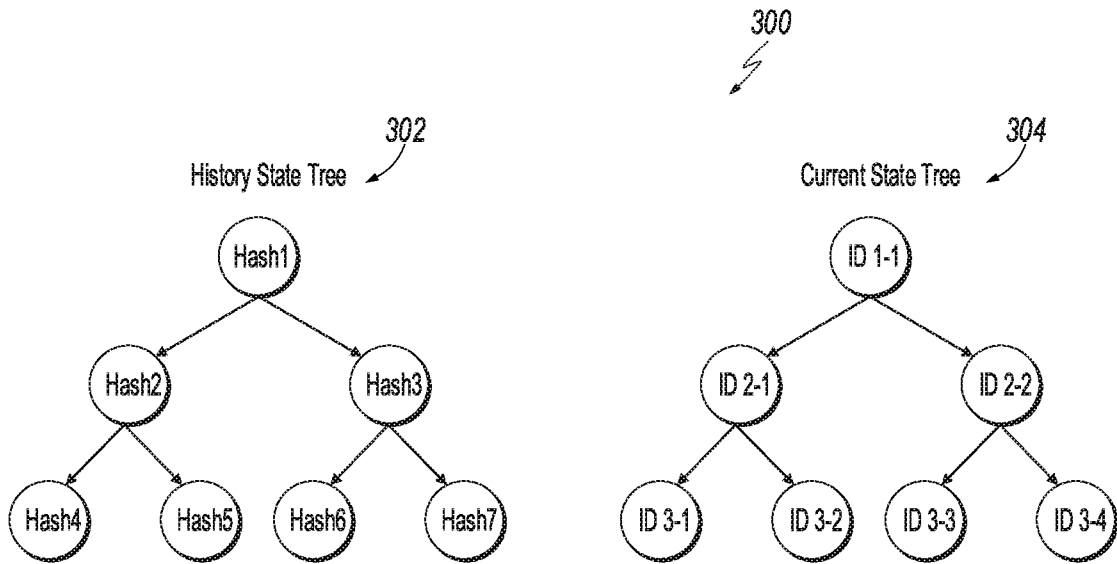 300
302
304
History State Tree
Current State Tree
Hash1
ID 1-1
Hash2
Hash3
ID 2-1
ID 2-2
Hash4
Hash5
Hash6
Hash7
ID 3-1
ID 3-2
ID 3-3
ID 3-4